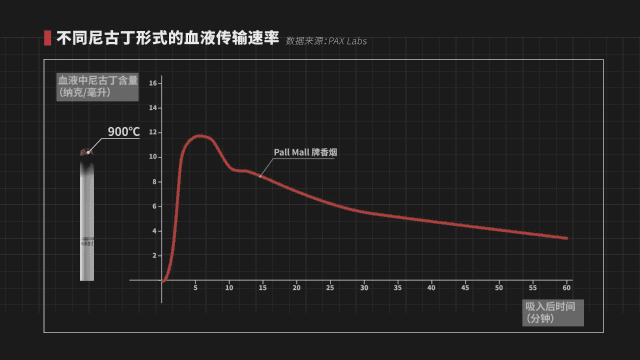 不同尼古丁形式的血液传输速率 数据来源：PAX Labs
血液中尼古丁含量
（纳克/毫升）
900℃
Pall Mall 牌香烟
16
14
12
10
8
6
4
2
5 10 15 20 25 30 35 40 45 50 55 60
吸入后时间
（分钟）